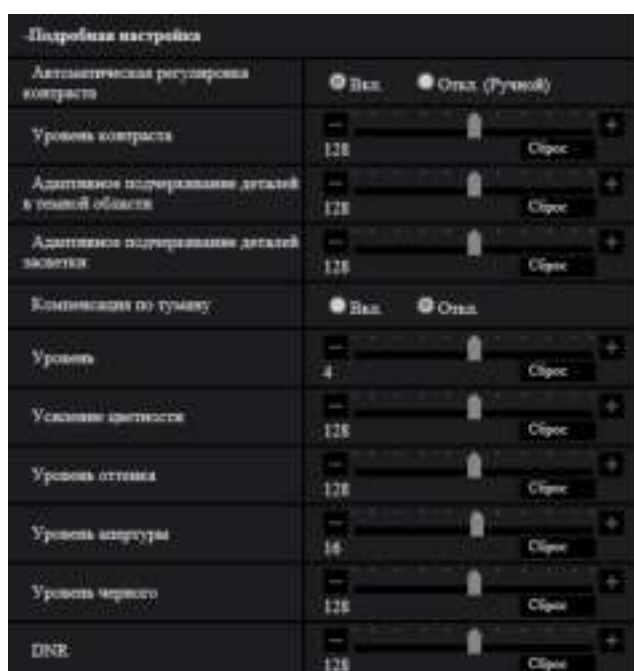 -Подробная настройка
Автоматическая регулировка
контраста
Вкл.
Откл. (Ручной)
Уровень контраста
128
Сброс
Адаптивное подчеркивание деталей
в темной области
128
Сброс
Адаптивное подчеркивание деталей
засветки
128
Сброс
Компенсация по туману
Вкл.
Откл.
Уровень
4
Сброс
Усиление цветности
128
Сброс
Уровень оттенка
128
Сброс
Уровень апертуры
16
Сброс
Уровень черного
128
Сброс
DNR
128
Сброс